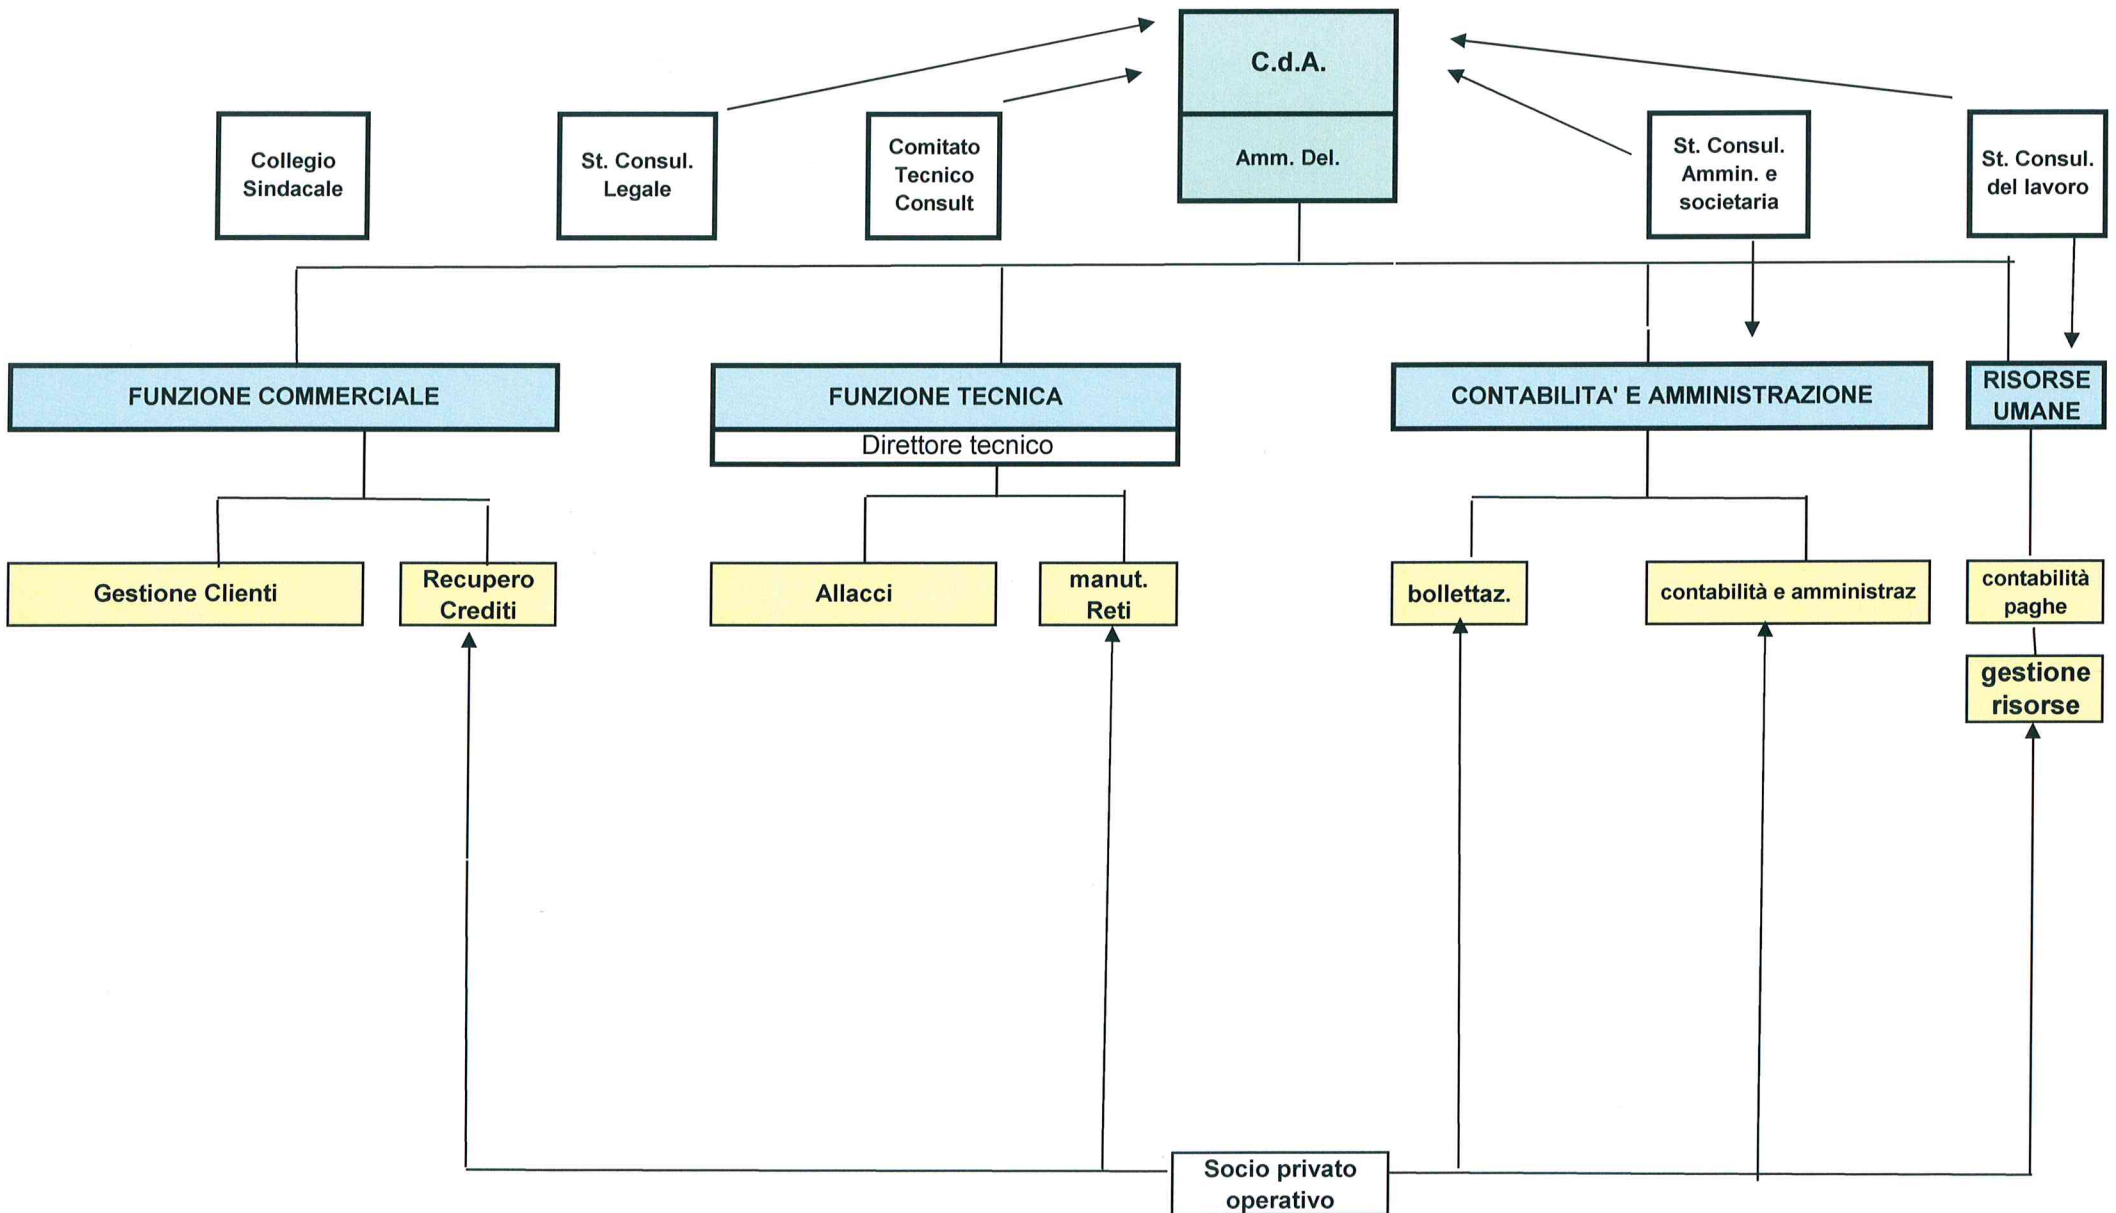 C.d.A.
Amm. Del.
Collegio
Sindacale
St. Consul.
Legale
Comitato
Tecnico
Consult
St. Consul.
Ammin. e
societaria
St. Consul.
del lavoro
FUNZIONE COMMERCIALE
FUNZIONE TECNICA
Direttore tecnico
CONTABILITA' E AMMINISTRAZIONE
RISORSE
UMANE
Gestione Clienti
Recupero
Crediti
Allacci
manut.
Reti
bollettaz.
contabilità e amministraz
contabilità
paghe
gestione
risorse
Socio privato
operativo